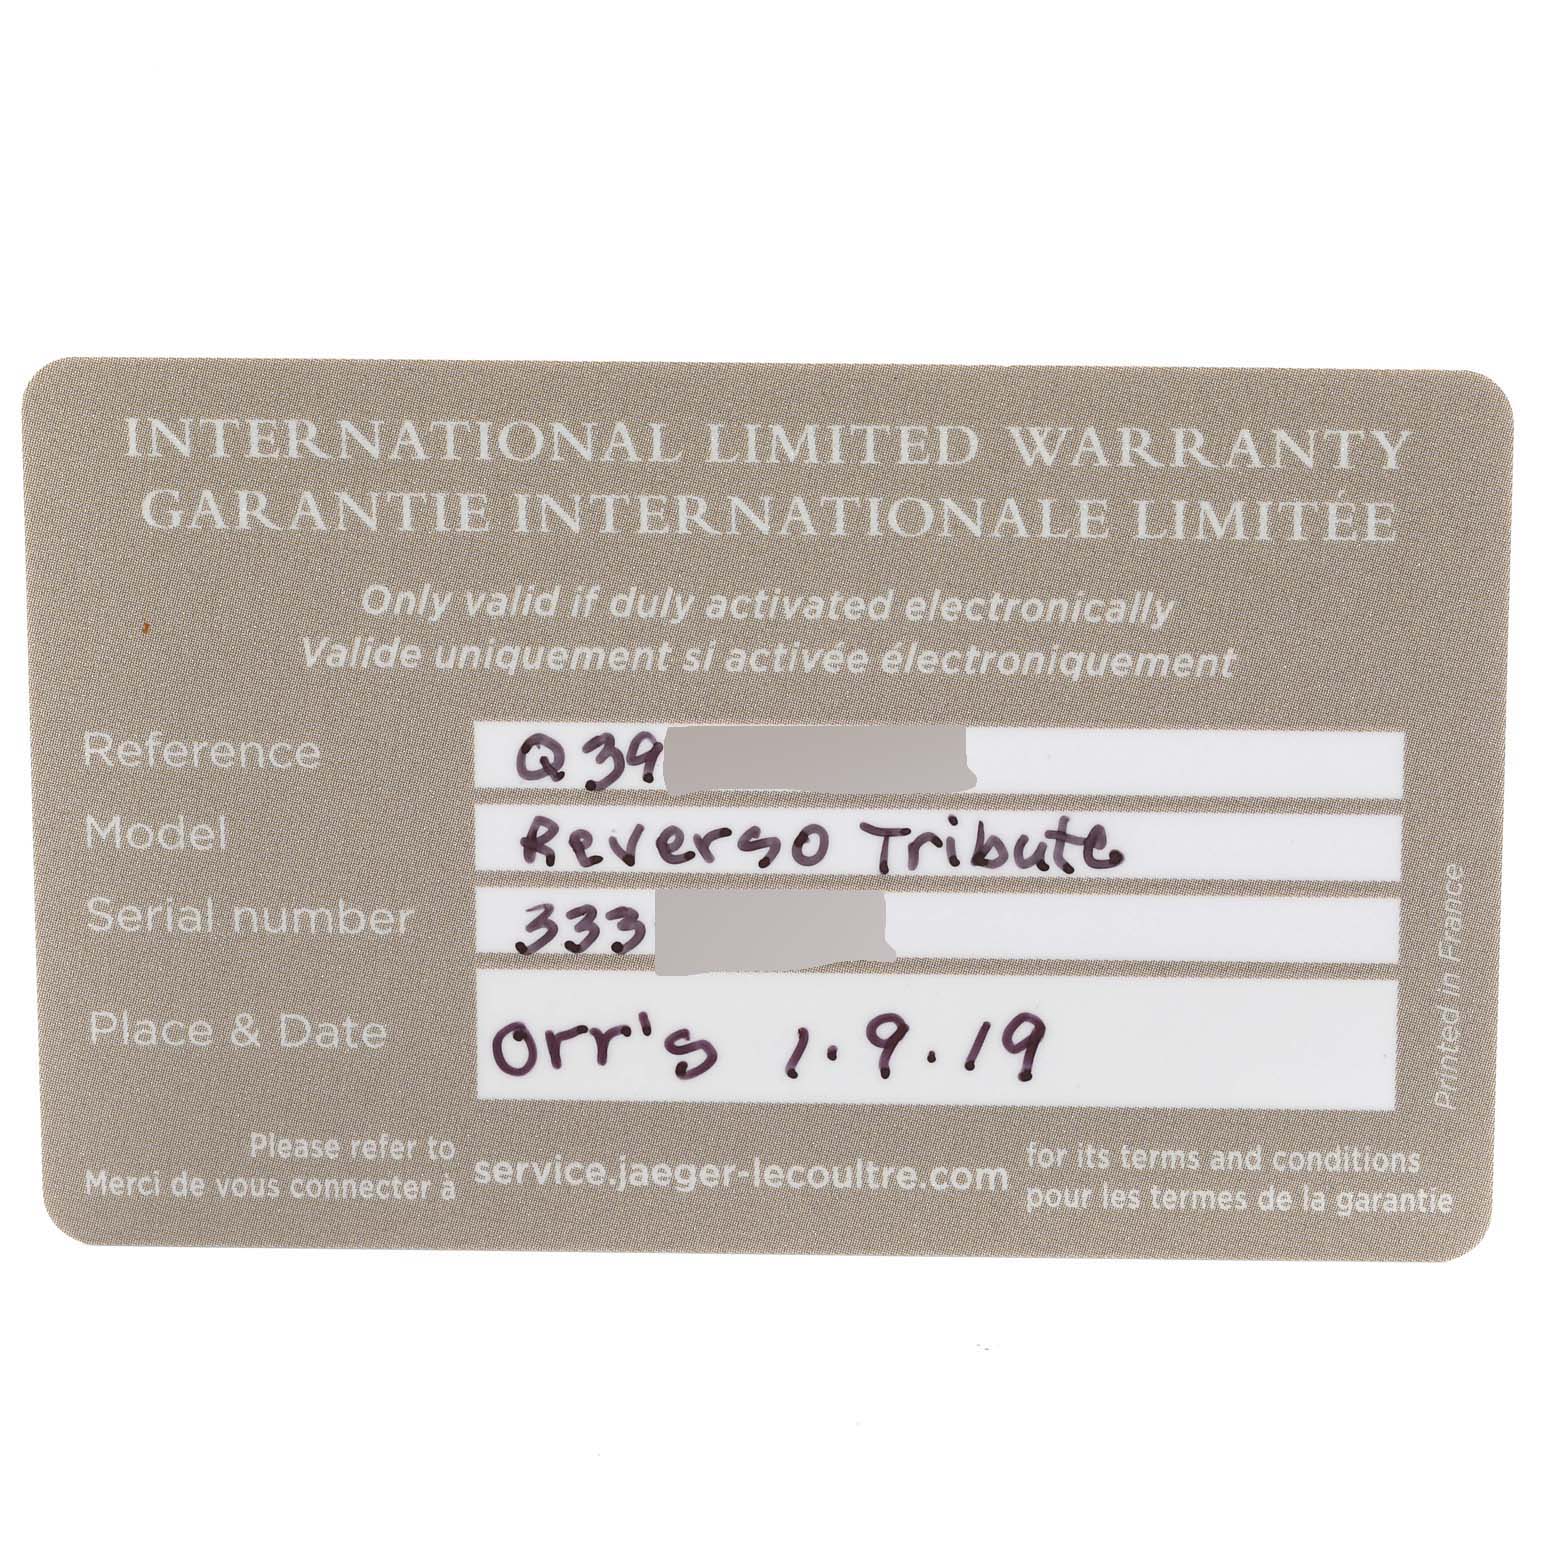 INTERNATIONAL LIMITED WARRANTY
GARANTIE INTERNATIONALE LIMITÉE
Only valid if duly activated electronically
Valide uniquement si activée électroniquement
Reference Q39
Model Reverso Tribute
Serial number 333
Place & Date Orr's 1.9.19
Printed in France
Please refer to
Merci de vous connecter à
service.jaeger-lecoultre.com
for its terms and conditions
pour les termes de la garantie